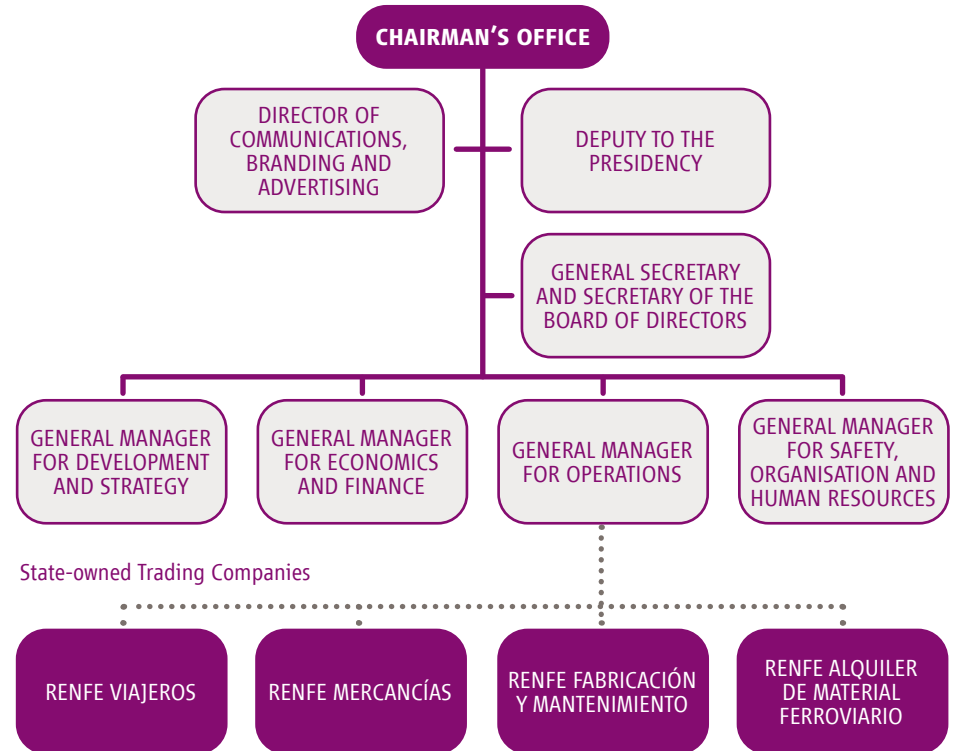 CHAIRMAN’S OFFICE
DIRECTOR OF
COMMUNICATIONS,
BRANDING AND
ADVERTISING
DEPUTY TO THE
PRESIDENCY
GENERAL SECRETARY
AND SECRETARY OF THE
BOARD OF DIRECTORS
GENERAL MANAGER
FOR DEVELOPMENT
AND STRATEGY
GENERAL MANAGER
FOR ECONOMICS
AND FINANCE
GENERAL MANAGER
FOR OPERATIONS
GENERAL MANAGER
FOR SAFETY,
ORGANISATION AND
HUMAN RESOURCES
State-owned Trading Companies
RENFE VIAJEROS
RENFE MERCANCÍAS
RENFE FABRICACIÓN
Y MANTENIMIENTO
RENFE ALQUILER
DE MATERIAL
FERROVIARIO